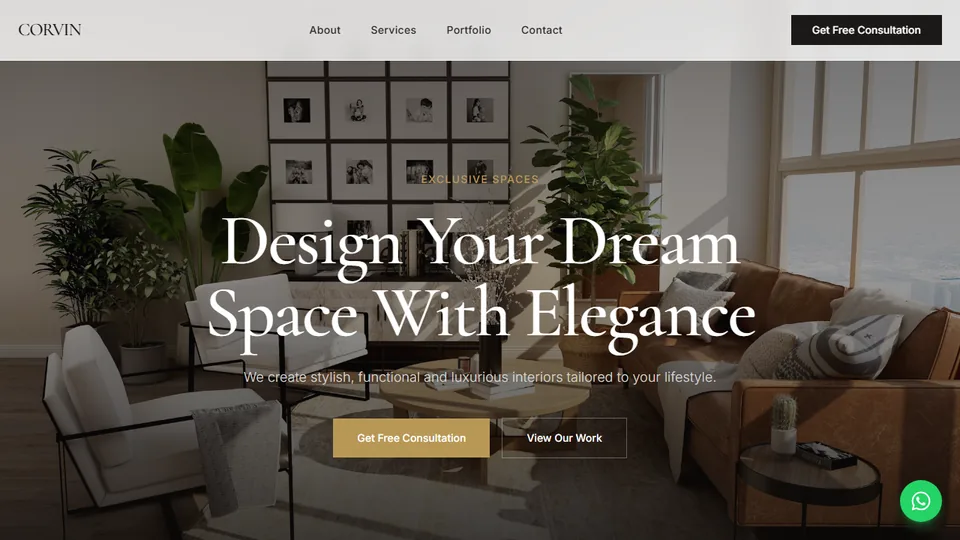 CORVIN
About
Services
Portfolio
Contact
Get Free Consultation
EXCLUSIVE SPACES
Design Your Dream
Space With Elegance
We create stylish, functional and luxurious interiors tailored to your lifestyle.
Get Free Consultation
View Our Work